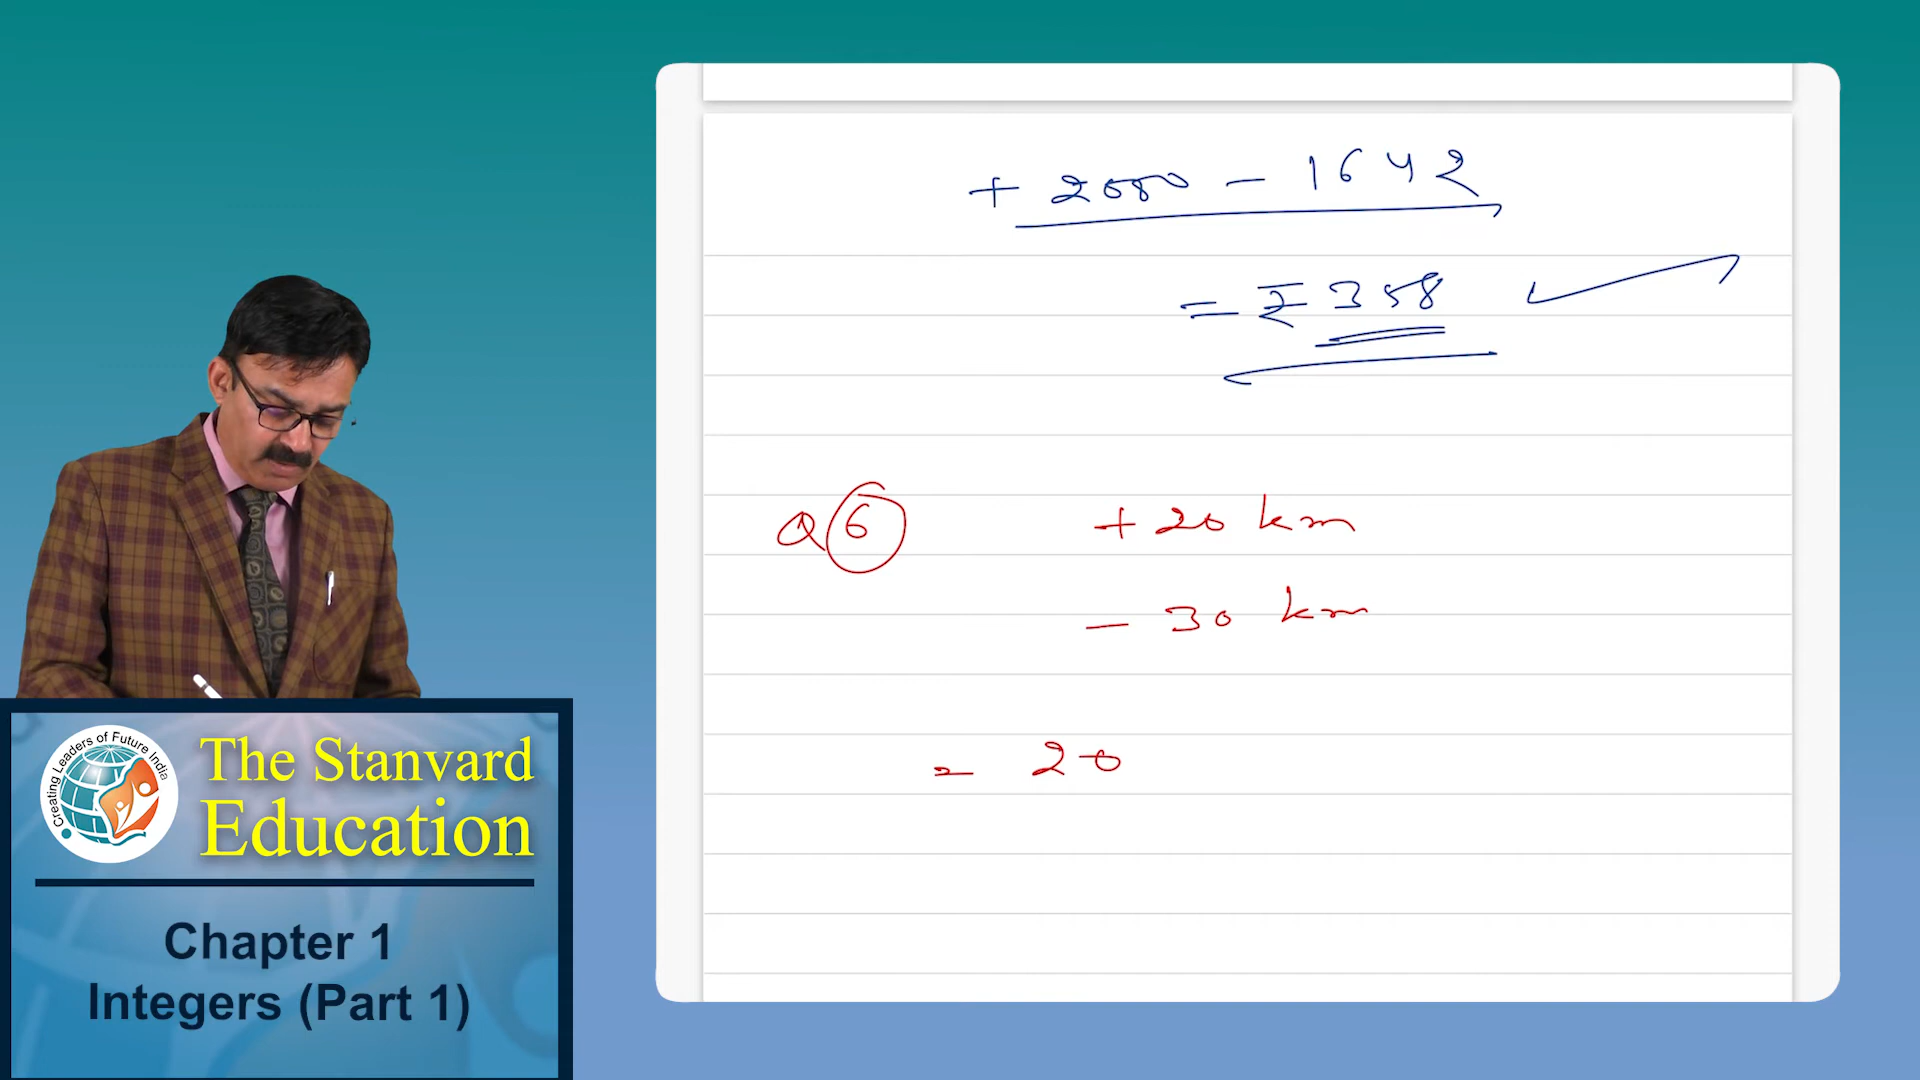 + 2000 - 1642
= ₹ 358
Q 6 + 20 km
- 30 km
= 20
Creating Leaders of Future India
The Stanvard
Education
Chapter 1
Integers (Part 1)